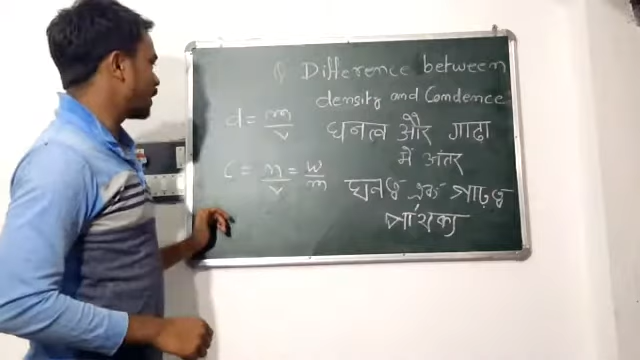 Difference between
density and Condence
d = m/v
घनत्व और गाढ़ा
में अंतर
C = m/v = w/m
ঘনত্ব এবং গাঢ়ত্ব
পার্থক্য